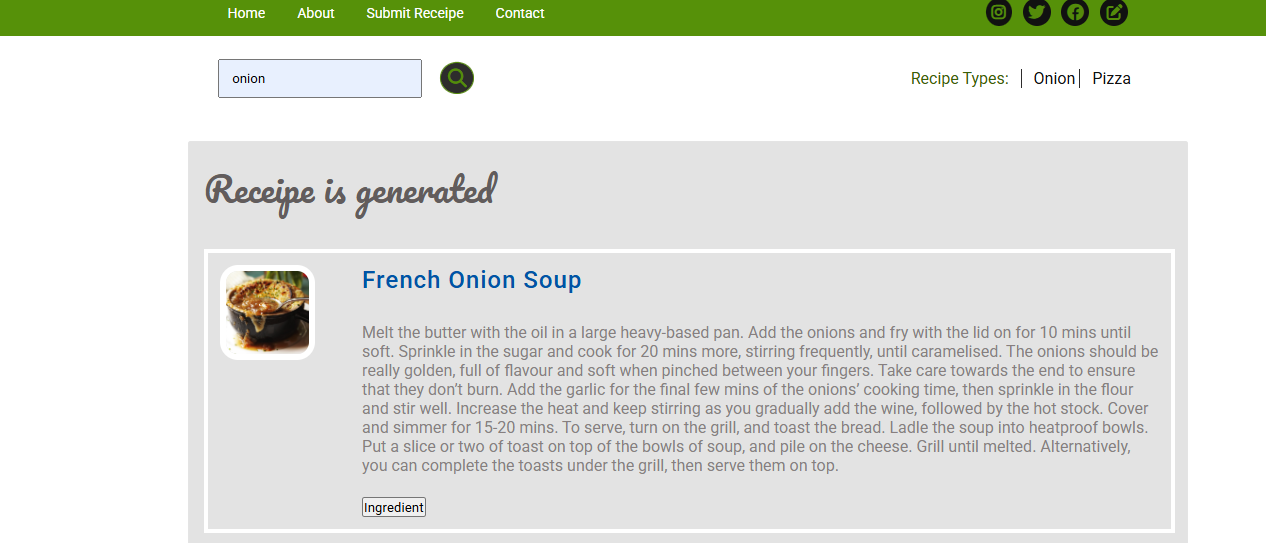 Home About Submit Receipe Contact
onion
Recipe Types: Onion Pizza
Receipe is generated
French Onion Soup
Melt the butter with the oil in a large heavy-based pan. Add the onions and fry with the lid on for 10 mins until
soft. Sprinkle in the sugar and cook for 20 mins more, stirring frequently, until caramelised. The onions should be
really golden, full of flavour and soft when pinched between your fingers. Take care towards the end to ensure
that they don’t burn. Add the garlic for the final few mins of the onions’ cooking time, then sprinkle in the flour
and stir well. Increase the heat and keep stirring as you gradually add the wine, followed by the hot stock. Cover
and simmer for 15-20 mins. To serve, turn on the grill, and toast the bread. Ladle the soup into heatproof bowls.
Put a slice or two of toast on top of the bowls of soup, and pile on the cheese. Grill until melted. Alternatively,
you can complete the toasts under the grill, then serve them on top.
Ingredient